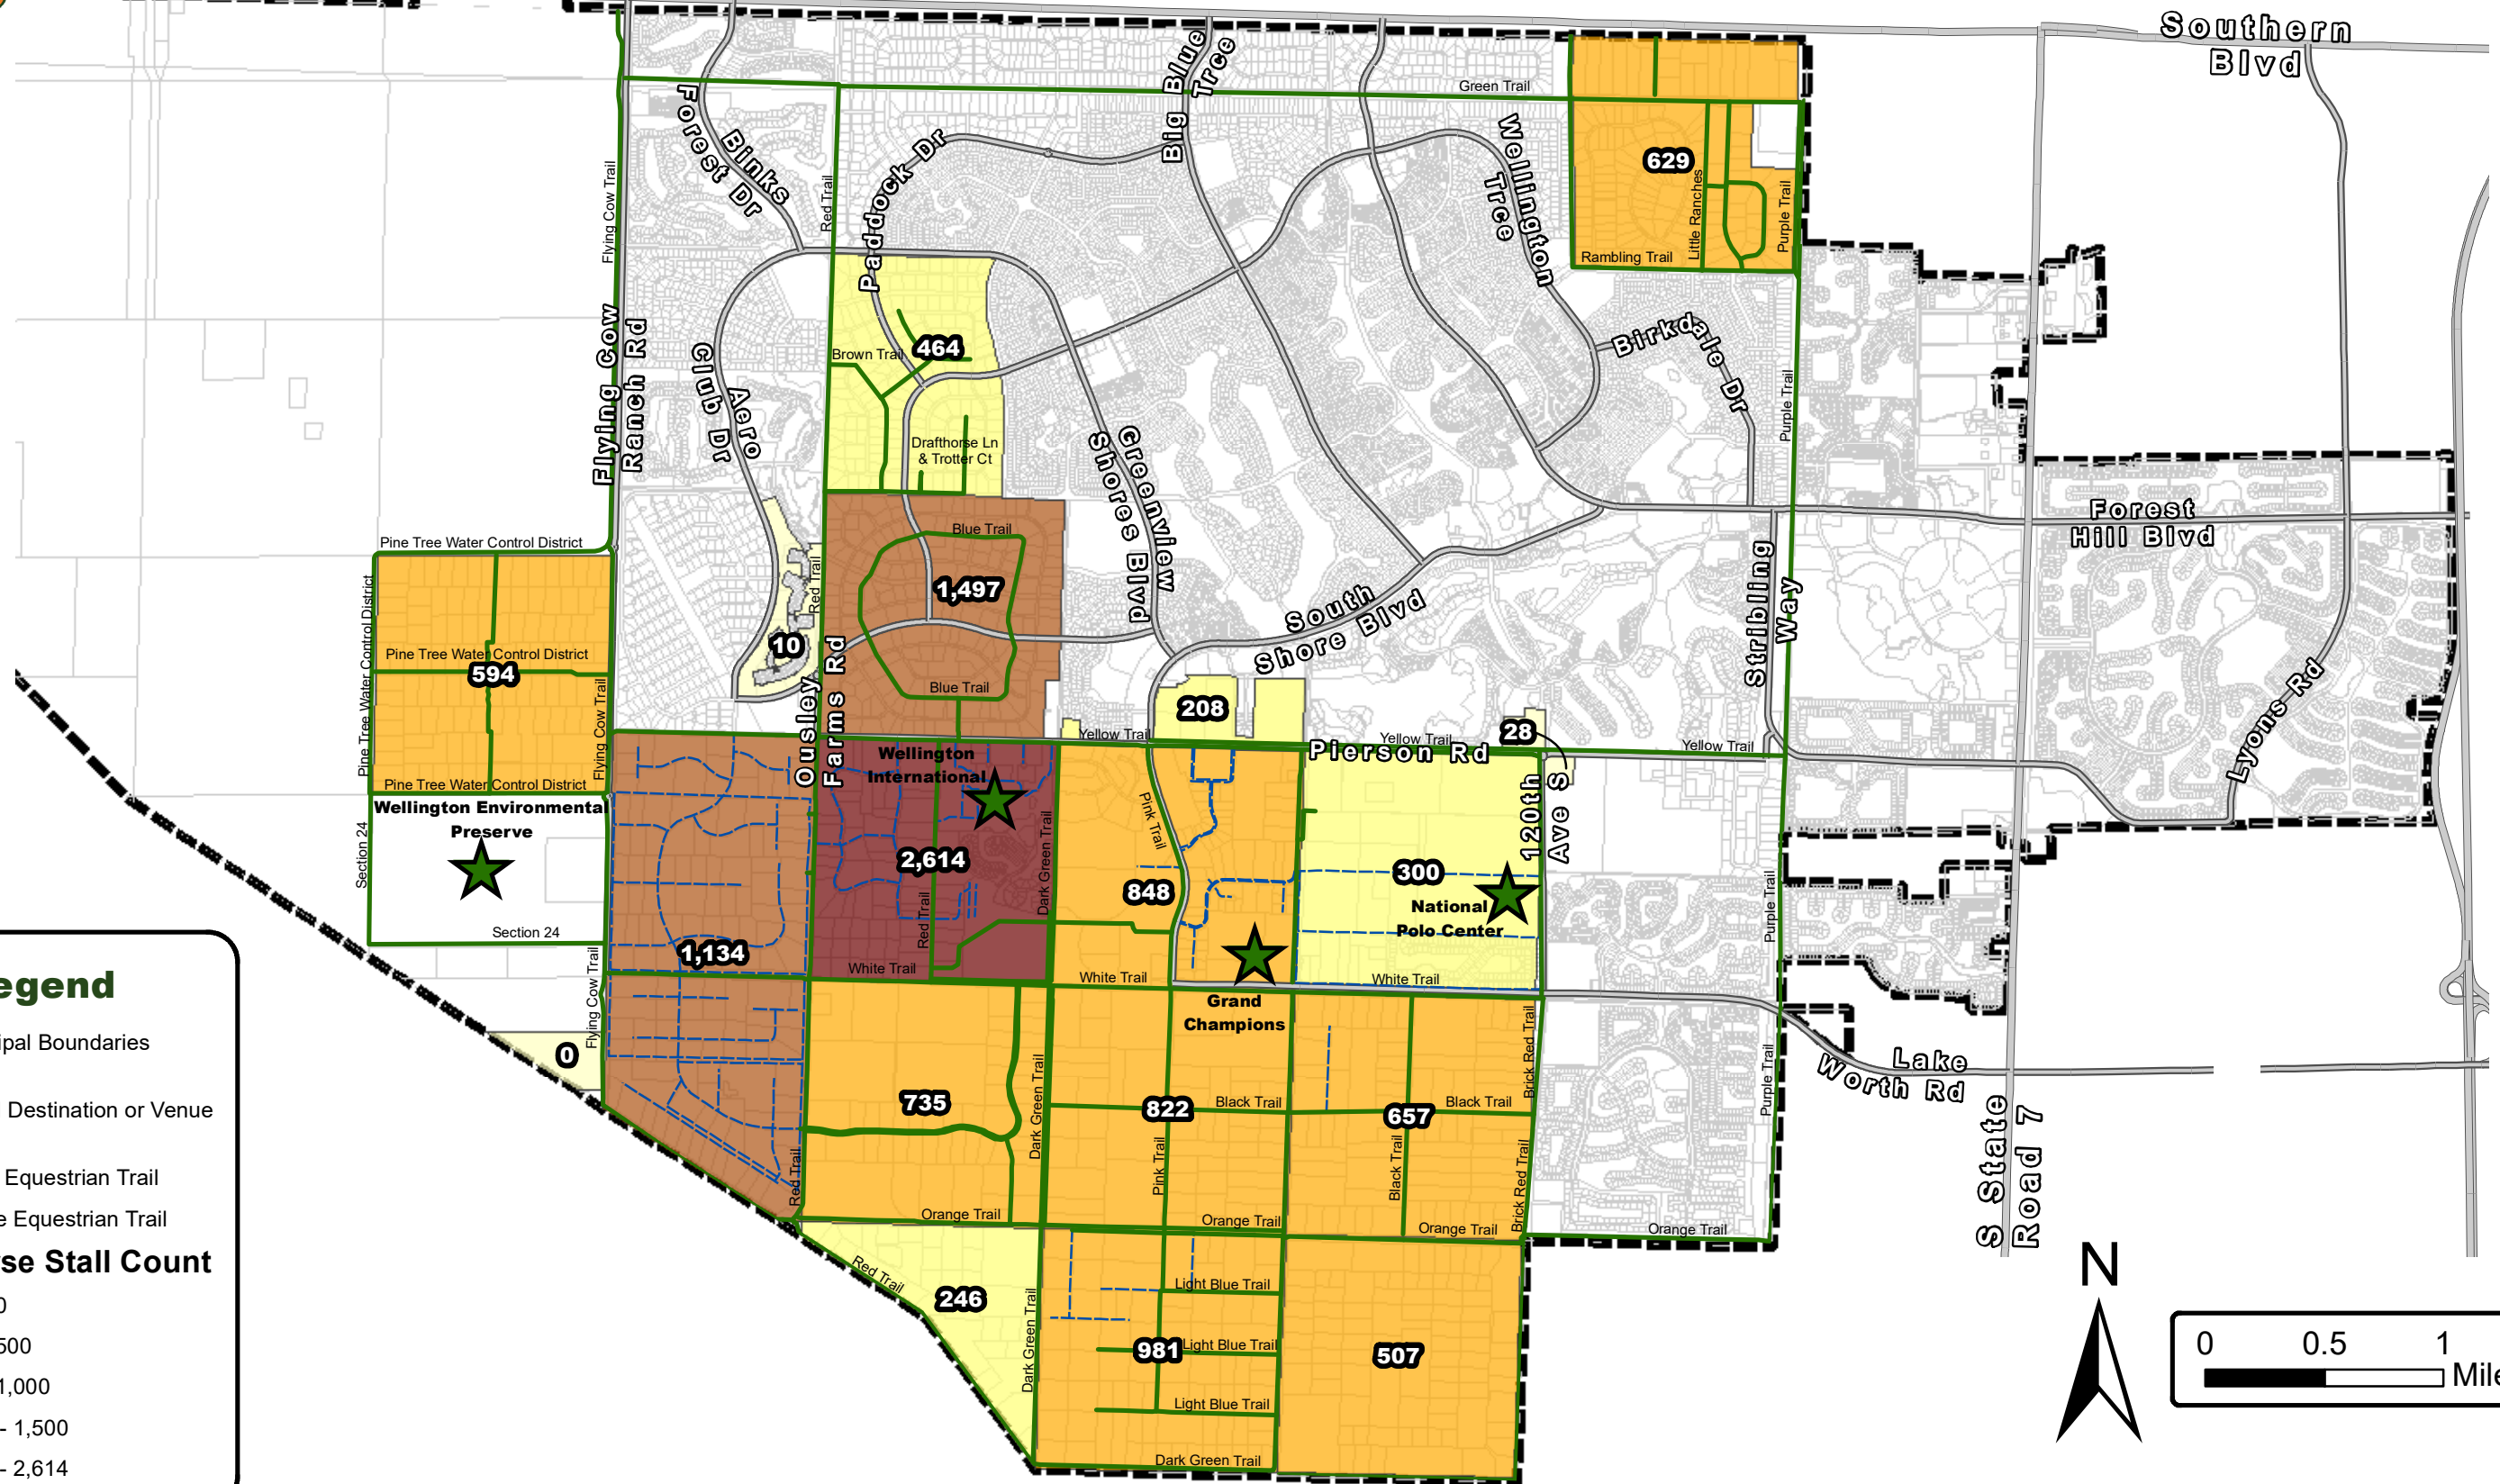 Southern
Blvd
Big Blue
Trce
Green Trail
Forest Dr
Binks
Paddock Dr
Wellington
Trce
629
Flying Cow Trail
Red Trail
Little Ranches
Purple Trail
Rambling Trail
Flying Cow
Ranch Rd
Aero
Club Dr
Brown Trail
464
Birkdale Dr
Purple Trail
Drafthorse Ln
& Trotter Ct
Greenview
Shores Blvd
Forest
Hill Blvd
Pine Tree Water Control District
Blue Trail
Red Trail
1,497
Stribling
Way
Pine Tree Water Control District
Pine Tree Water Control District
594
10
South
Shore Blvd
Blue Trail
Flying Cow Trail
Ousley
Farms Rd
208
28
Lyons Rd
Yellow Trail
Yellow Trail
Yellow Trail
Pierson Rd
Pine Tree Water Control District
Wellington
International
Wellington Environmental
Preserve
120th
Ave S
Pink Trail
Section 24
2,614
Dark Green Trail
848
300
National
Polo Center
Purple Trail
Red Trail
Section 24
1,134
White Trail
White Trail
White Trail
Flying Cow Trail
Grand
Champions
0
Brick Red Trail
Lake
Worth Rd
735
Dark Green Trail
822
Black Trail
657
Black Trail
Purple Trail
S State
Road 7
Red Trail
Pink Trail
Black Trail
Brick Red Trail
Orange Trail
Orange Trail
Orange Trail
Orange Trail
Red Trail
246
Dark Green Trail
Light Blue Trail
981
Light Blue Trail
507
Light Blue Trail
Dark Green Trail
egend
ipal Boundaries
Destination or Venue
Equestrian Trail
e Equestrian Trail
se Stall Count
0
500
1,000
- 1,500
- 2,614
N
0 0.5 1
Mile